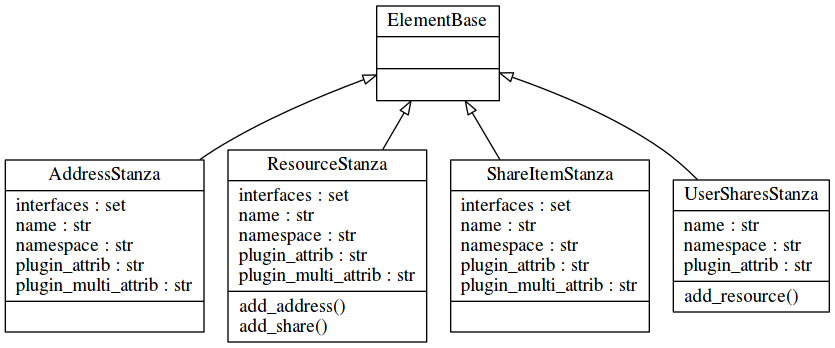 ElementBase
AddressStanza
interfaces : set
name : str
namespace : str
plugin_attrib : str
plugin_multi_attrib : str
ResourceStanza
interfaces : set
name : str
namespace : str
plugin_attrib : str
plugin_multi_attrib : str
add_address()
add_share()
ShareItemStanza
interfaces : set
name : str
namespace : str
plugin_attrib : str
plugin_multi_attrib : str
UserSharesStanza
name : str
namespace : str
plugin_attrib : str
add_resource()